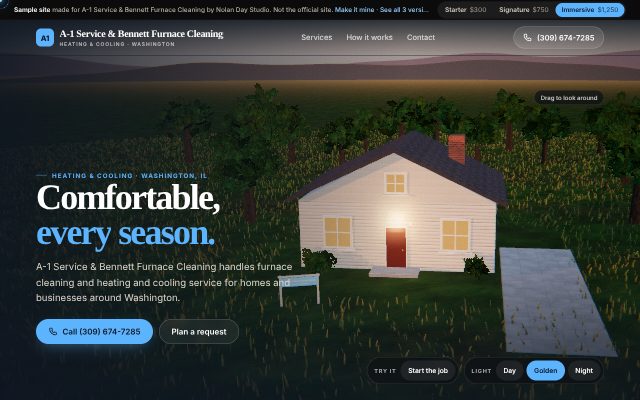 Sample site made for A-1 Service & Bennett Furnace Cleaning by Nolan Day Studio. Not the official site. Make it mine · See all 3 versi...
Starter $300 Signature $750 Immersive $1,250
A1 A-1 Service & Bennett Furnace Cleaning
HEATING & COOLING · WASHINGTON
Services How it works Contact
(309) 674-7285
Drag to look around
HEATING & COOLING · WASHINGTON, IL
Comfortable,
every season.
A-1 Service & Bennett Furnace Cleaning handles furnace
cleaning and heating and cooling service for homes and
businesses around Washington.
Call (309) 674-7285 Plan a request
TRY IT Start the job LIGHT Day Golden Night